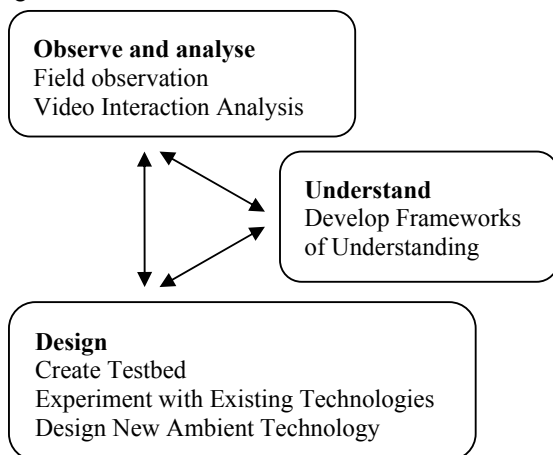 Observe and analyse
Field observation
Video Interaction Analysis
Understand
Develop Frameworks
of Understanding
Design
Create Testbed
Experiment with Existing Technologies
Design New Ambient Technology